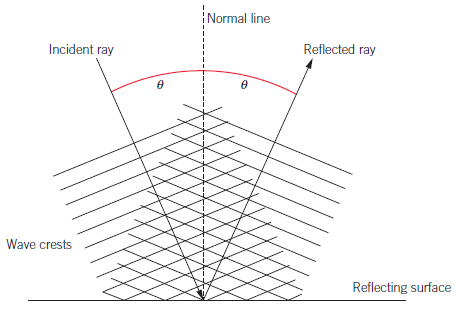 Normal line
Incident ray
Reflected ray
θ
θ
Wave crests
Reflecting surface